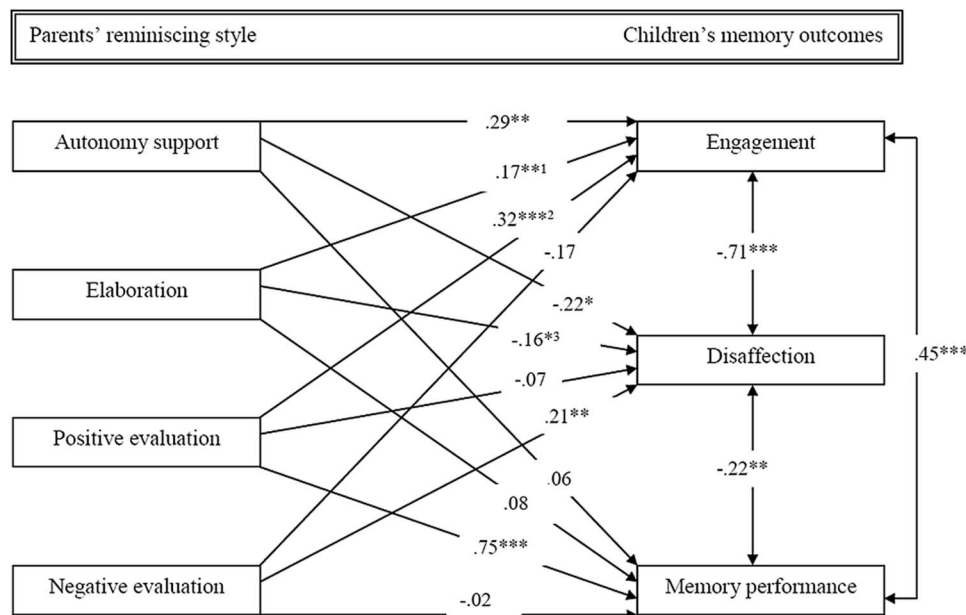 Parents’ reminiscing style Children’s memory outcomes
Autonomy support .29** Engagement
.17**¹
.32***²
-.17 -.71***
Elaboration
-.22*
-.16*³ Disaffection .45***
-.07
Positive evaluation .21**
-.22**
.06
.08
.75***
Negative evaluation Memory performance
-.02